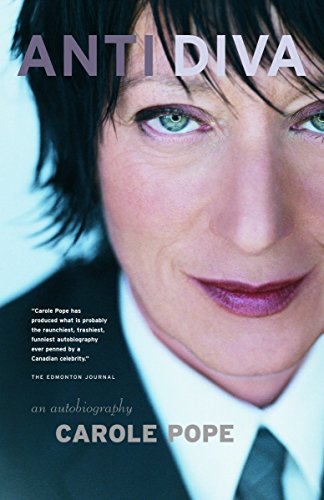 ANTI DIVA
"Carole Pope has
produced what is probably
the raunchiest, trashiest,
funniest autobiography
ever penned by a
Canadian celebrity."
THE EDMONTON JOURNAL
an autobiography
CAROLE POPE